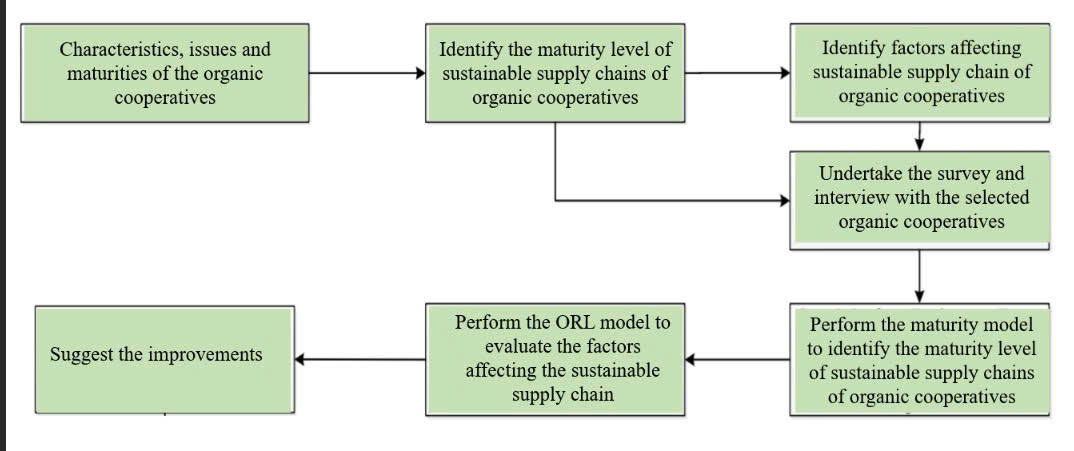 Characteristics, issues and
maturities of the organic
cooperatives
Identify the maturity level of
sustainable supply chains of
organic cooperatives
Identify factors affecting
sustainable supply chain of
organic cooperatives
Undertake the survey and
interview with the selected
organic cooperatives
Perform the maturity model
to identify the maturity level
of sustainable supply chains
of organic cooperatives
Perform the ORL model to
evaluate the factors
affecting the sustainable
supply chain
Suggest the improvements